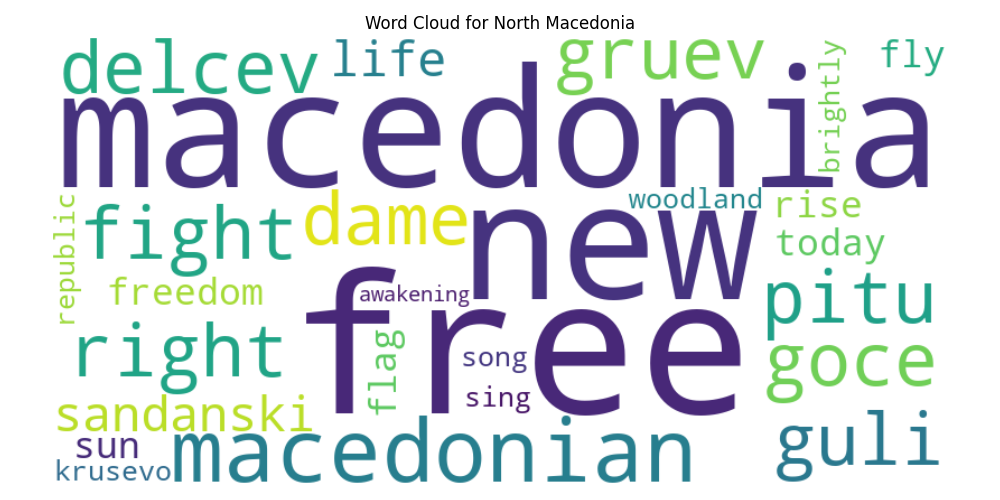 Word Cloud for North Macedonia
delcev
life
gruev
fly
macedonia
brightly
republic
fight
dame
new
woodland
rise
today
freedom
awakening
free
pitu
right
flag
song
goce
sing
sandanski
sun
macedonian
guli
krusevo